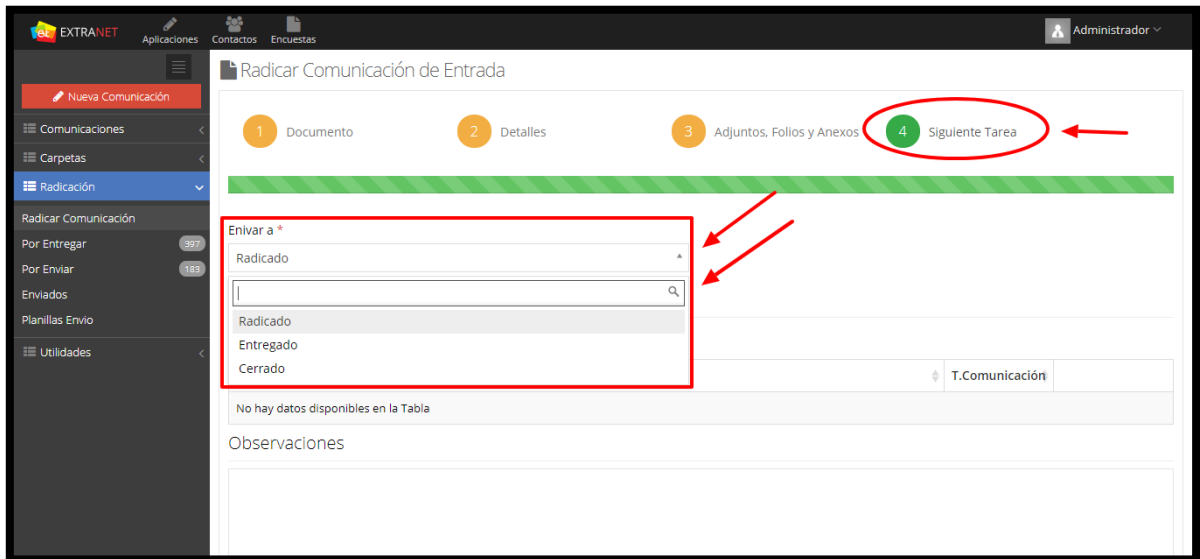 et EXTRANET
Aplicaciones Contactos Encuestas
Administrador
Nueva Comunicación
Comunicaciones
Carpetas
Radicación
Radicar Comunicación
Por Entregar 397
Por Enviar 183
Enviados
Planillas Envio
Utilidades
Radicar Comunicación de Entrada
1 Documento 2 Detalles 3 Adjuntos, Folios y Anexos 4 Siguiente Tarea
Enivar a *
Radicado
Radicado
Entregado
Cerrado
T.Comunicación
No hay datos disponibles en la Tabla
Observaciones